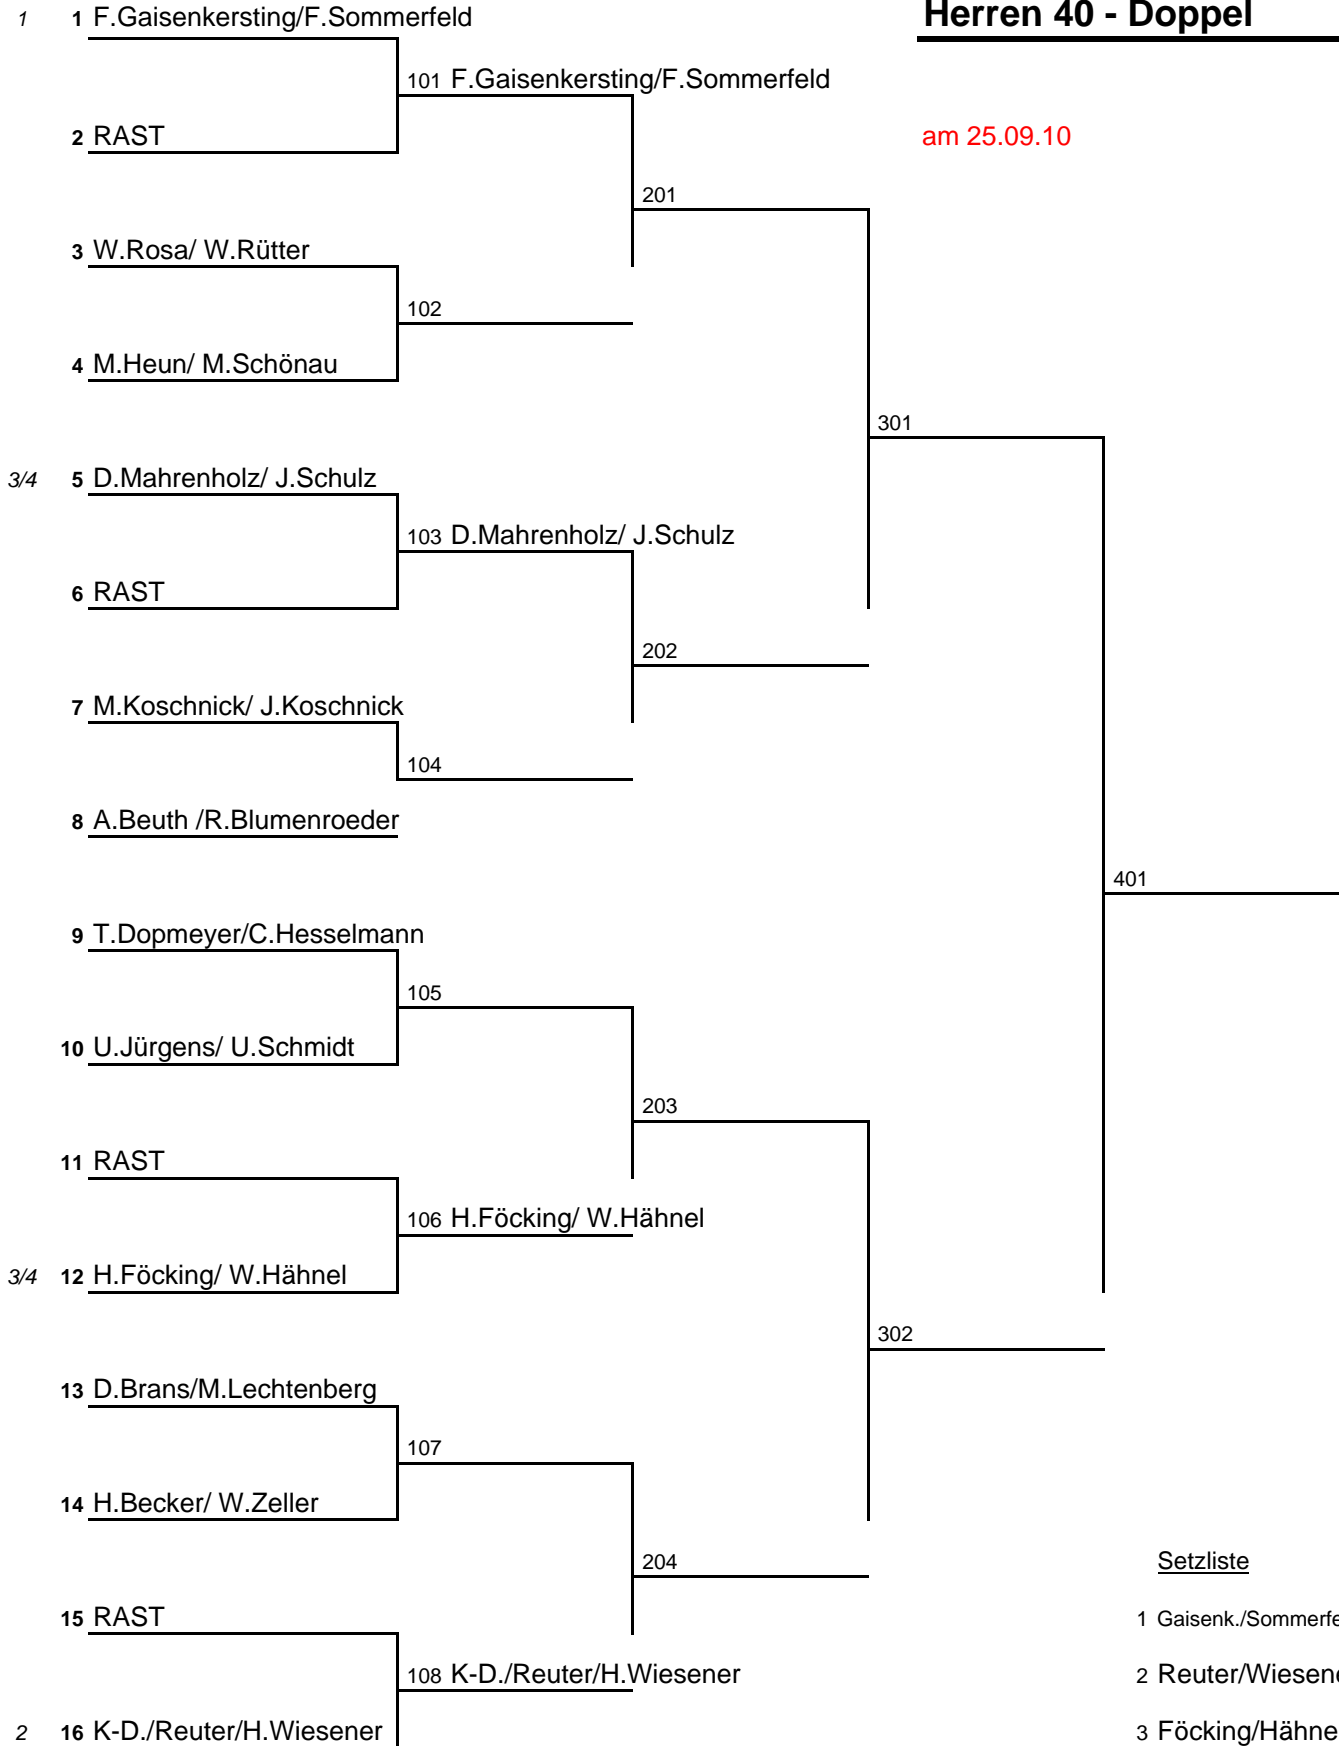 Herren 40 - Doppel
1 1 F.Gaisenkersting/F.Sommerfeld
101 F.Gaisenkersting/F.Sommerfeld
2 RAST
am 25.09.10
201
3 W.Rosa/ W.Rütter
102
4 M.Heun/ M.Schönau
301
3/4 5 D.Mahrenholz/ J.Schulz
103 D.Mahrenholz/ J.Schulz
6 RAST
202
7 M.Koschnick/ J.Koschnick
104
8 A.Beuth /R.Blumenroeder
401
9 T.Dopmeyer/C.Hesselmann
105
10 U.Jürgens/ U.Schmidt
203
11 RAST
106 H.Föcking/ W.Hähnel
3/4 12 H.Föcking/ W.Hähnel
302
13 D.Brans/M.Lechtenberg
107
14 H.Becker/ W.Zeller
204
Setzliste
15 RAST
1 Gaisenk./Sommerfe
108 K-D./Reuter/H.Wiesener
2 Reuter/Wiesene
2 16 K-D./Reuter/H.Wiesener
3 Föcking/Hähne